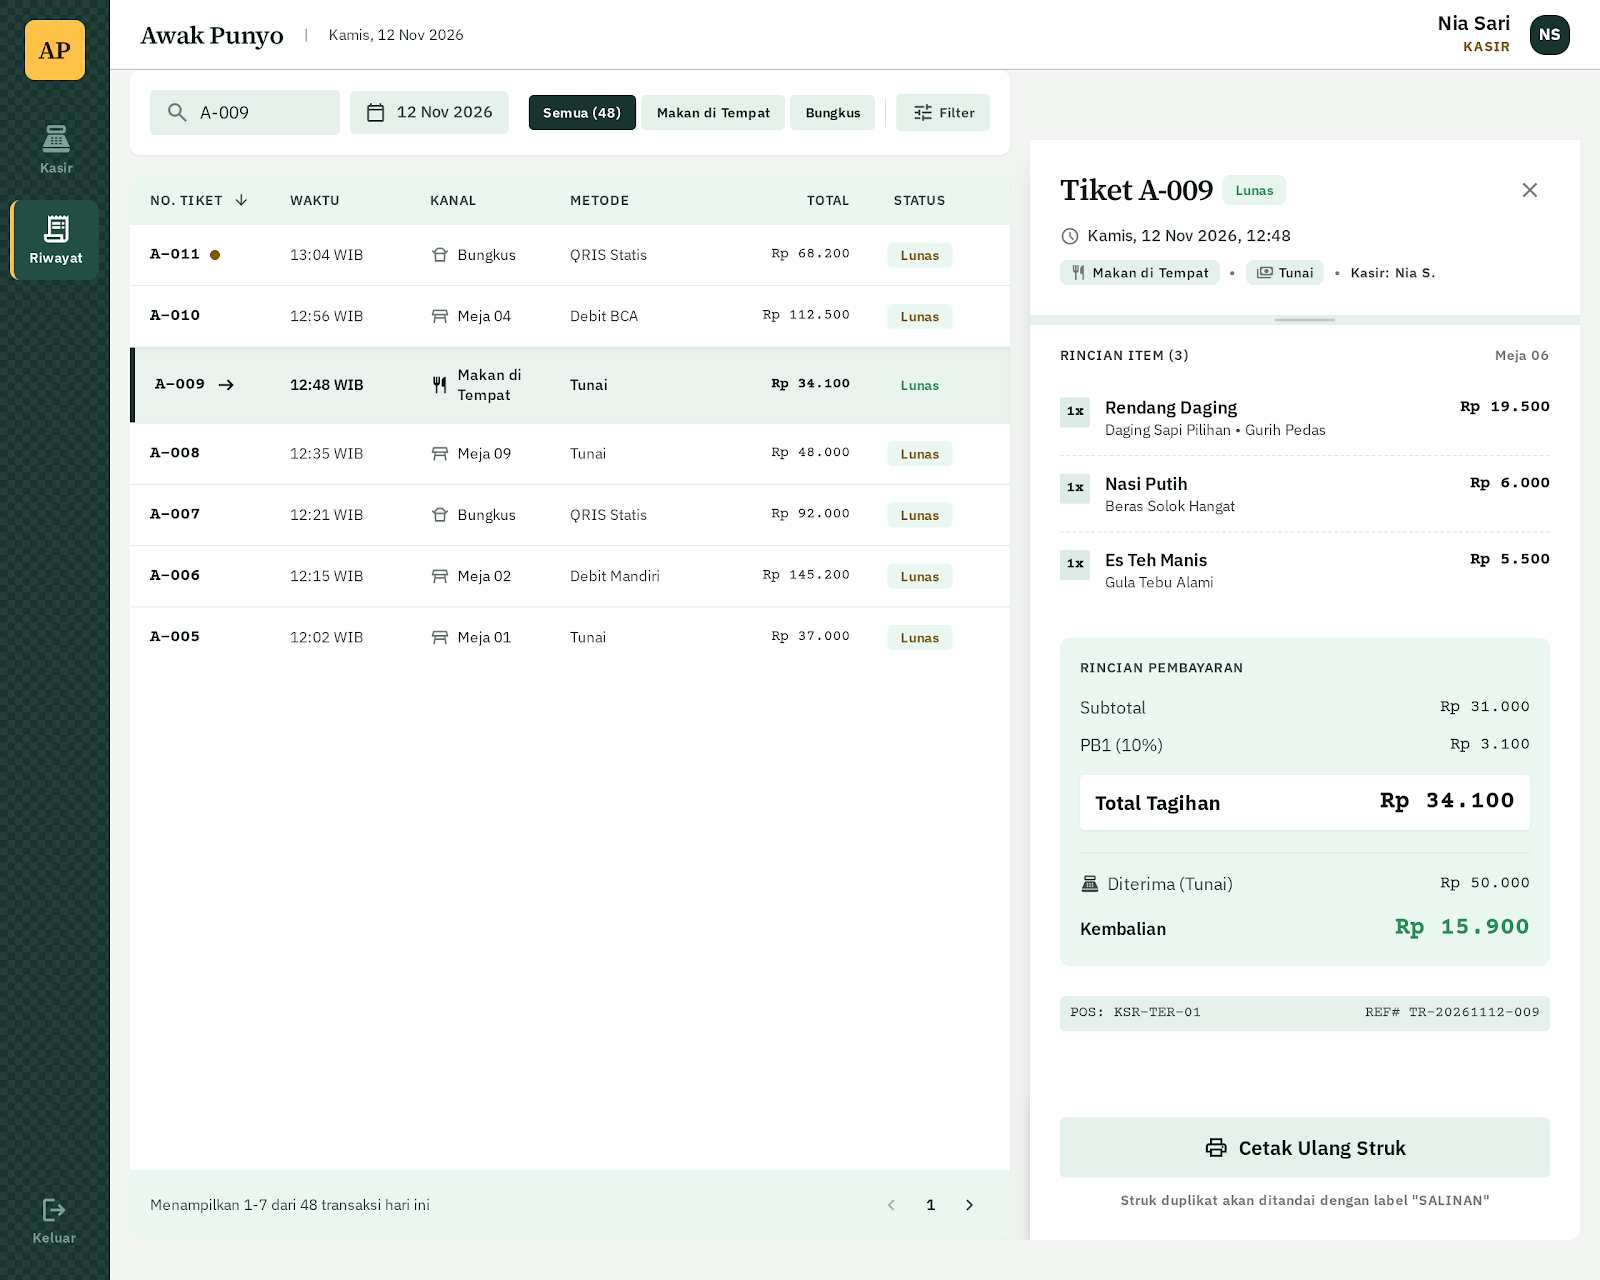 AP
Kasir
Riwayat
Keluar
Awak Punyo | Kamis, 12 Nov 2026
Nia Sari
KASIR
NS
A-009
12 Nov 2026
Semua (48)
Makan di Tempat
Bungkus
Filter
NO. TIKET WAKTU KANAL METODE TOTAL STATUS
A-011 13:04 WIB Bungkus QRIS Statis Rp 68.200 Lunas
A-010 12:56 WIB Meja 04 Debit BCA Rp 112.500 Lunas
A-009 12:48 WIB Makan di Tempat Tunai Rp 34.100 Lunas
A-008 12:35 WIB Meja 09 Tunai Rp 48.000 Lunas
A-007 12:21 WIB Bungkus QRIS Statis Rp 92.000 Lunas
A-006 12:15 WIB Meja 02 Debit Mandiri Rp 145.200 Lunas
A-005 12:02 WIB Meja 01 Tunai Rp 37.000 Lunas
Menampilkan 1-7 dari 48 transaksi hari ini
1
Tiket A-009 Lunas
Kamis, 12 Nov 2026, 12:48
Makan di Tempat • Tunai • Kasir: Nia S.
RINCIAN ITEM (3) Meja 06
1x Rendang Daging Rp 19.500
Daging Sapi Pilihan • Gurih Pedas
1x Nasi Putih Rp 6.000
Beras Solok Hangat
1x Es Teh Manis Rp 5.500
Gula Tebu Alami
RINCIAN PEMBAYARAN
Subtotal Rp 31.000
PB1 (10%) Rp 3.100
Total Tagihan Rp 34.100
Diterima (Tunai) Rp 50.000
Kembalian Rp 15.900
POS: KSR-TER-01 REF# TR-20261112-009
Cetak Ulang Struk
Struk duplikat akan ditandai dengan label "SALINAN"